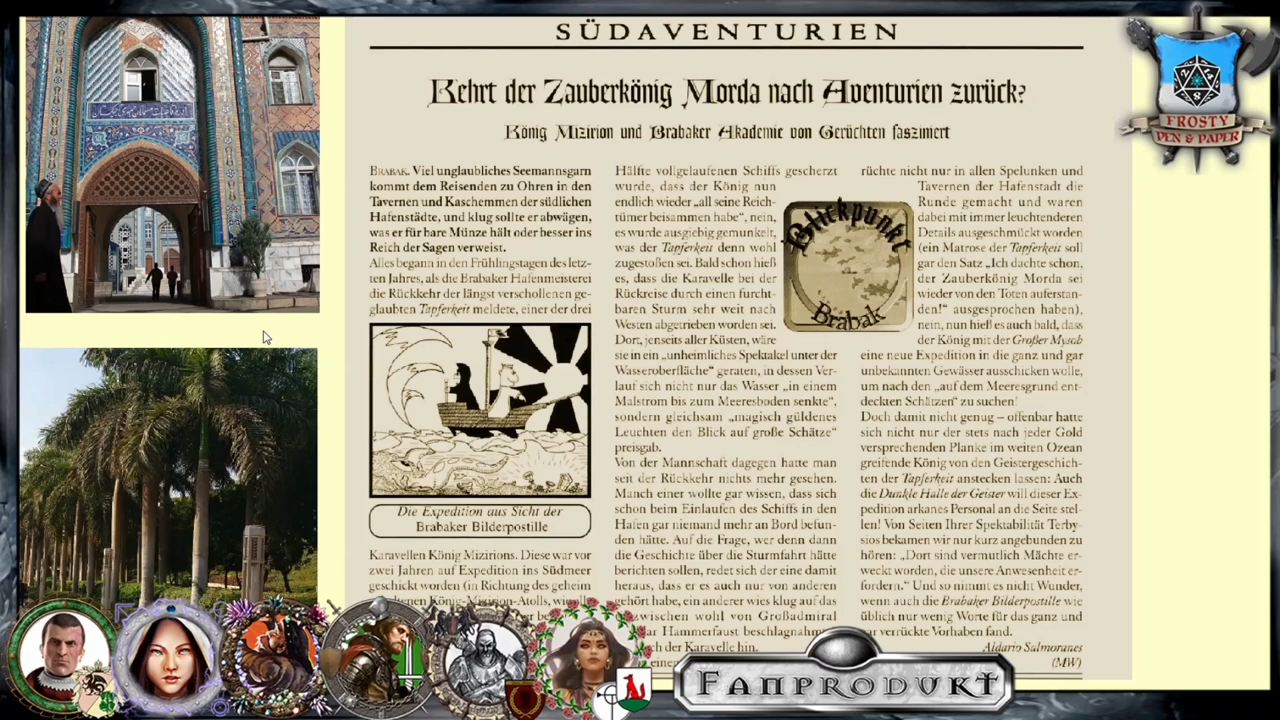 SÜDAVENTURIEN
Kehrt der Zauberkönig Morda nach Aventurien zurück?
König Mizirion und Brabaker Akademie von Gerüchten fasziniert
BRABAK. Viel unglaubliches Seemannsgarn
kommt dem Reisenden zu Ohren in den
Tavernen und Kaschemmen der südlichen
Hafenstädte, und klug sollte er abwägen,
was er für bare Münze hält oder besser ins
Reich der Sagen verweist.
Alles begann in den Frühlingstagen des letz-
ten Jahres, als die Brabaker Hafenmeisterei
die Rückkehr der längst verschollenen ge-
glaubten Tapferkeit meldete, einer der drei
Die Expedition aus Sicht der
Brabaker Bilderpostille
Karavellen König Mizirions. Diese war vor
zwei Jahren auf Expedition ins Südmeer
geschickt worden (in Richtung des geheim
Hälfte vollgelaufenen Schiffs gescherzt
wurde, dass der König nun
endlich wieder „all seine Reich-
tümer beisammen habe", nein,
es wurde ausgiebig gemunkelt,
was der Tapferkeit denn wohl
zugestoßen sei. Bald schon hieß
es, dass die Karavelle bei der
Rückreise durch einen furcht-
baren Sturm sehr weit nach
Westen abgetrieben worden sei.
Dort, jenseits aller Küsten, wäre
sie in ein „unheimliches Spektakel unter der
Wasseroberfläche" geraten, in dessen Ver-
lauf sich nicht nur das Wasser „in einem
Malstrom bis zum Meeresboden senkte",
sondern gleichsam „magisch güldenes
Leuchten den Blick auf große Schätze"
preisgab.
Von der Mannschaft dagegen hatte man
seit der Rückkehr nichts mehr gesehen.
Manch einer wollte gar wissen, dass sich
schon beim Einlaufen des Schiffs in den
Hafen gar niemand mehr an Bord befun-
den hätte. Auf die Frage, wer denn dann
die Geschichte über die Sturmfahrt hätte
berichten sollen, redet sich der eine damit
heraus, dass er es auch nur von anderen
gehört habe, ein anderer wies klug auf das
zwischen wohl von Großadmiral
Hammerfaust beschlagnahm
der Karavelle hin.
Blickpunkt
Brabak
rüchte nicht nur in allen Spelunken und
Tavernen der Hafenstadt die
Runde gemacht und waren
dabei mit immer leuchtenderen
Details ausgeschmückt worden
(ein Matrose der Tapferkeit soll
gar den Satz „Ich dachte schon,
der Zauberkönig Morda sei
wieder von den Toten auferstan-
den!" ausgesprochen haben),
nein, nun hieß es auch bald, dass
der König mit der Großer Mysob
eine neue Expedition in die ganz und gar
unbekannten Gewässer ausschicken wolle,
um nach den „auf dem Meeresgrund ent-
deckten Schätzen" zu suchen!
Doch damit nicht genug – offenbar hatte
sich nicht nur der stets nach jeder Gold
versprechenden Planke im weiten Ozean
greifende König von den Geistergeschich-
ten der Tapferkeit anstecken lassen: Auch
die Dunkle Halle der Geister will dieser Ex-
pedition arkanes Personal an die Seite stel-
len! Von Seiten Ihrer Spektabilität Terby-
sios bekamen wir nur kurz angebunden zu
hören: „Dort sind vermutlich Mächte er-
weckt worden, die unsere Anwesenheit er-
fordern." Und so nimmt es nicht Wunder,
wenn auch die Brabaker Bilderpostille wie
üblich nur wenig Worte für das ganz und
gar verrückte Vorhaben fand.
Aldario Salmoranes
(MW)
FROSTY
PEN & PAPER
FANPRODUKT